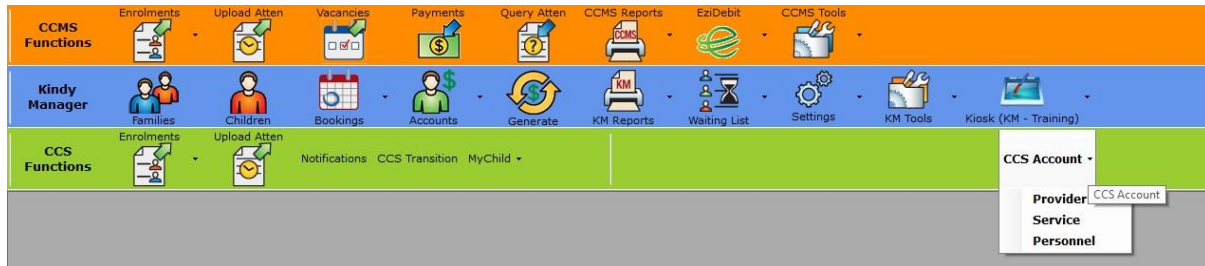 Enrolments Upload Atten Vacancies Payments Query Atten CCMS Reports EziDebit CCMS Tools
CCMS
Functions
CCMS
Kindy
Manager
KM
Families Children Bookings Accounts Generate KM Reports Waiting List Settings KM Tools Kiosk (KM - Training)
Enrolments Upload Atten
CCS
Functions
Notifications CCS Transition MyChild
CCS Account
CCS Account
Provider
Service
Personnel